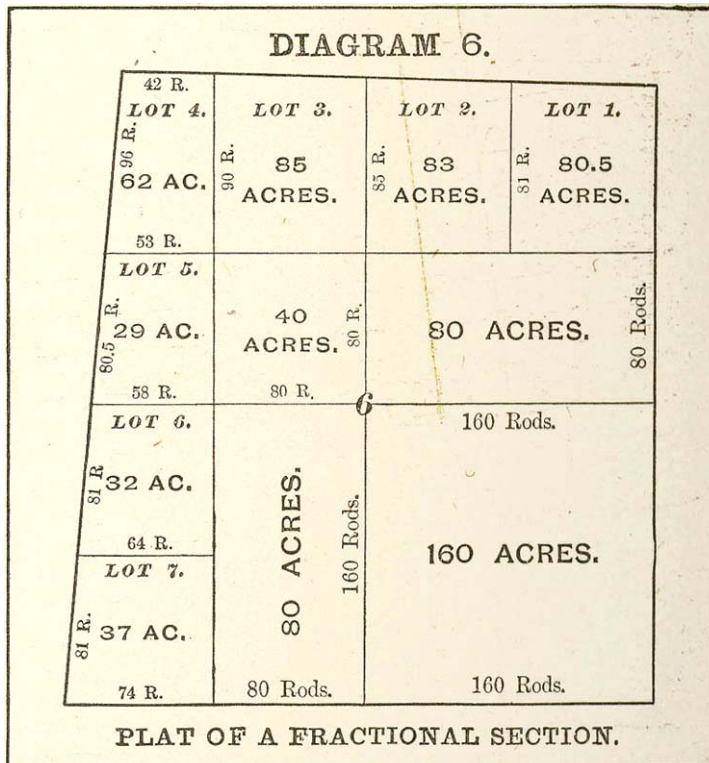 DIAGRAM 6.
42 R.
LOT 4.
96 R.
62 AC.
53 R.
LOT 3.
90 R.
85
ACRES.
LOT 2.
85 R.
83
ACRES.
LOT 1.
81 R.
80.5
ACRES.
LOT 5.
80.5 R.
29 AC.
58 R.
40
ACRES.
80 R.
80 R.
80 ACRES.
80 Rods.
6
160 Rods.
LOT 6.
81 R
32 AC.
64 R.
LOT 7.
81 R.
37 AC.
74 R.
80 ACRES.
160 Rods.
80 Rods.
160 ACRES.
160 Rods.
PLAT OF A FRACTIONAL SECTION.